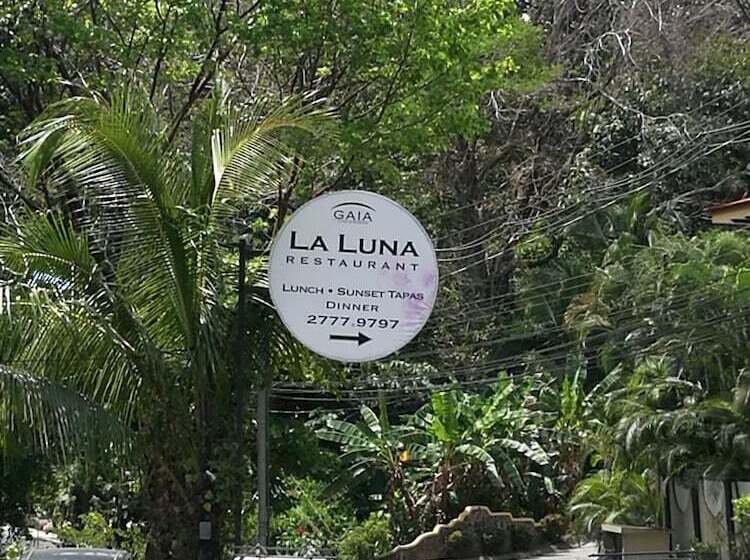 GAIA
LA LUNA
RESTAURANT
LUNCH • SUNSET TAPAS
DINNER
2777.9797